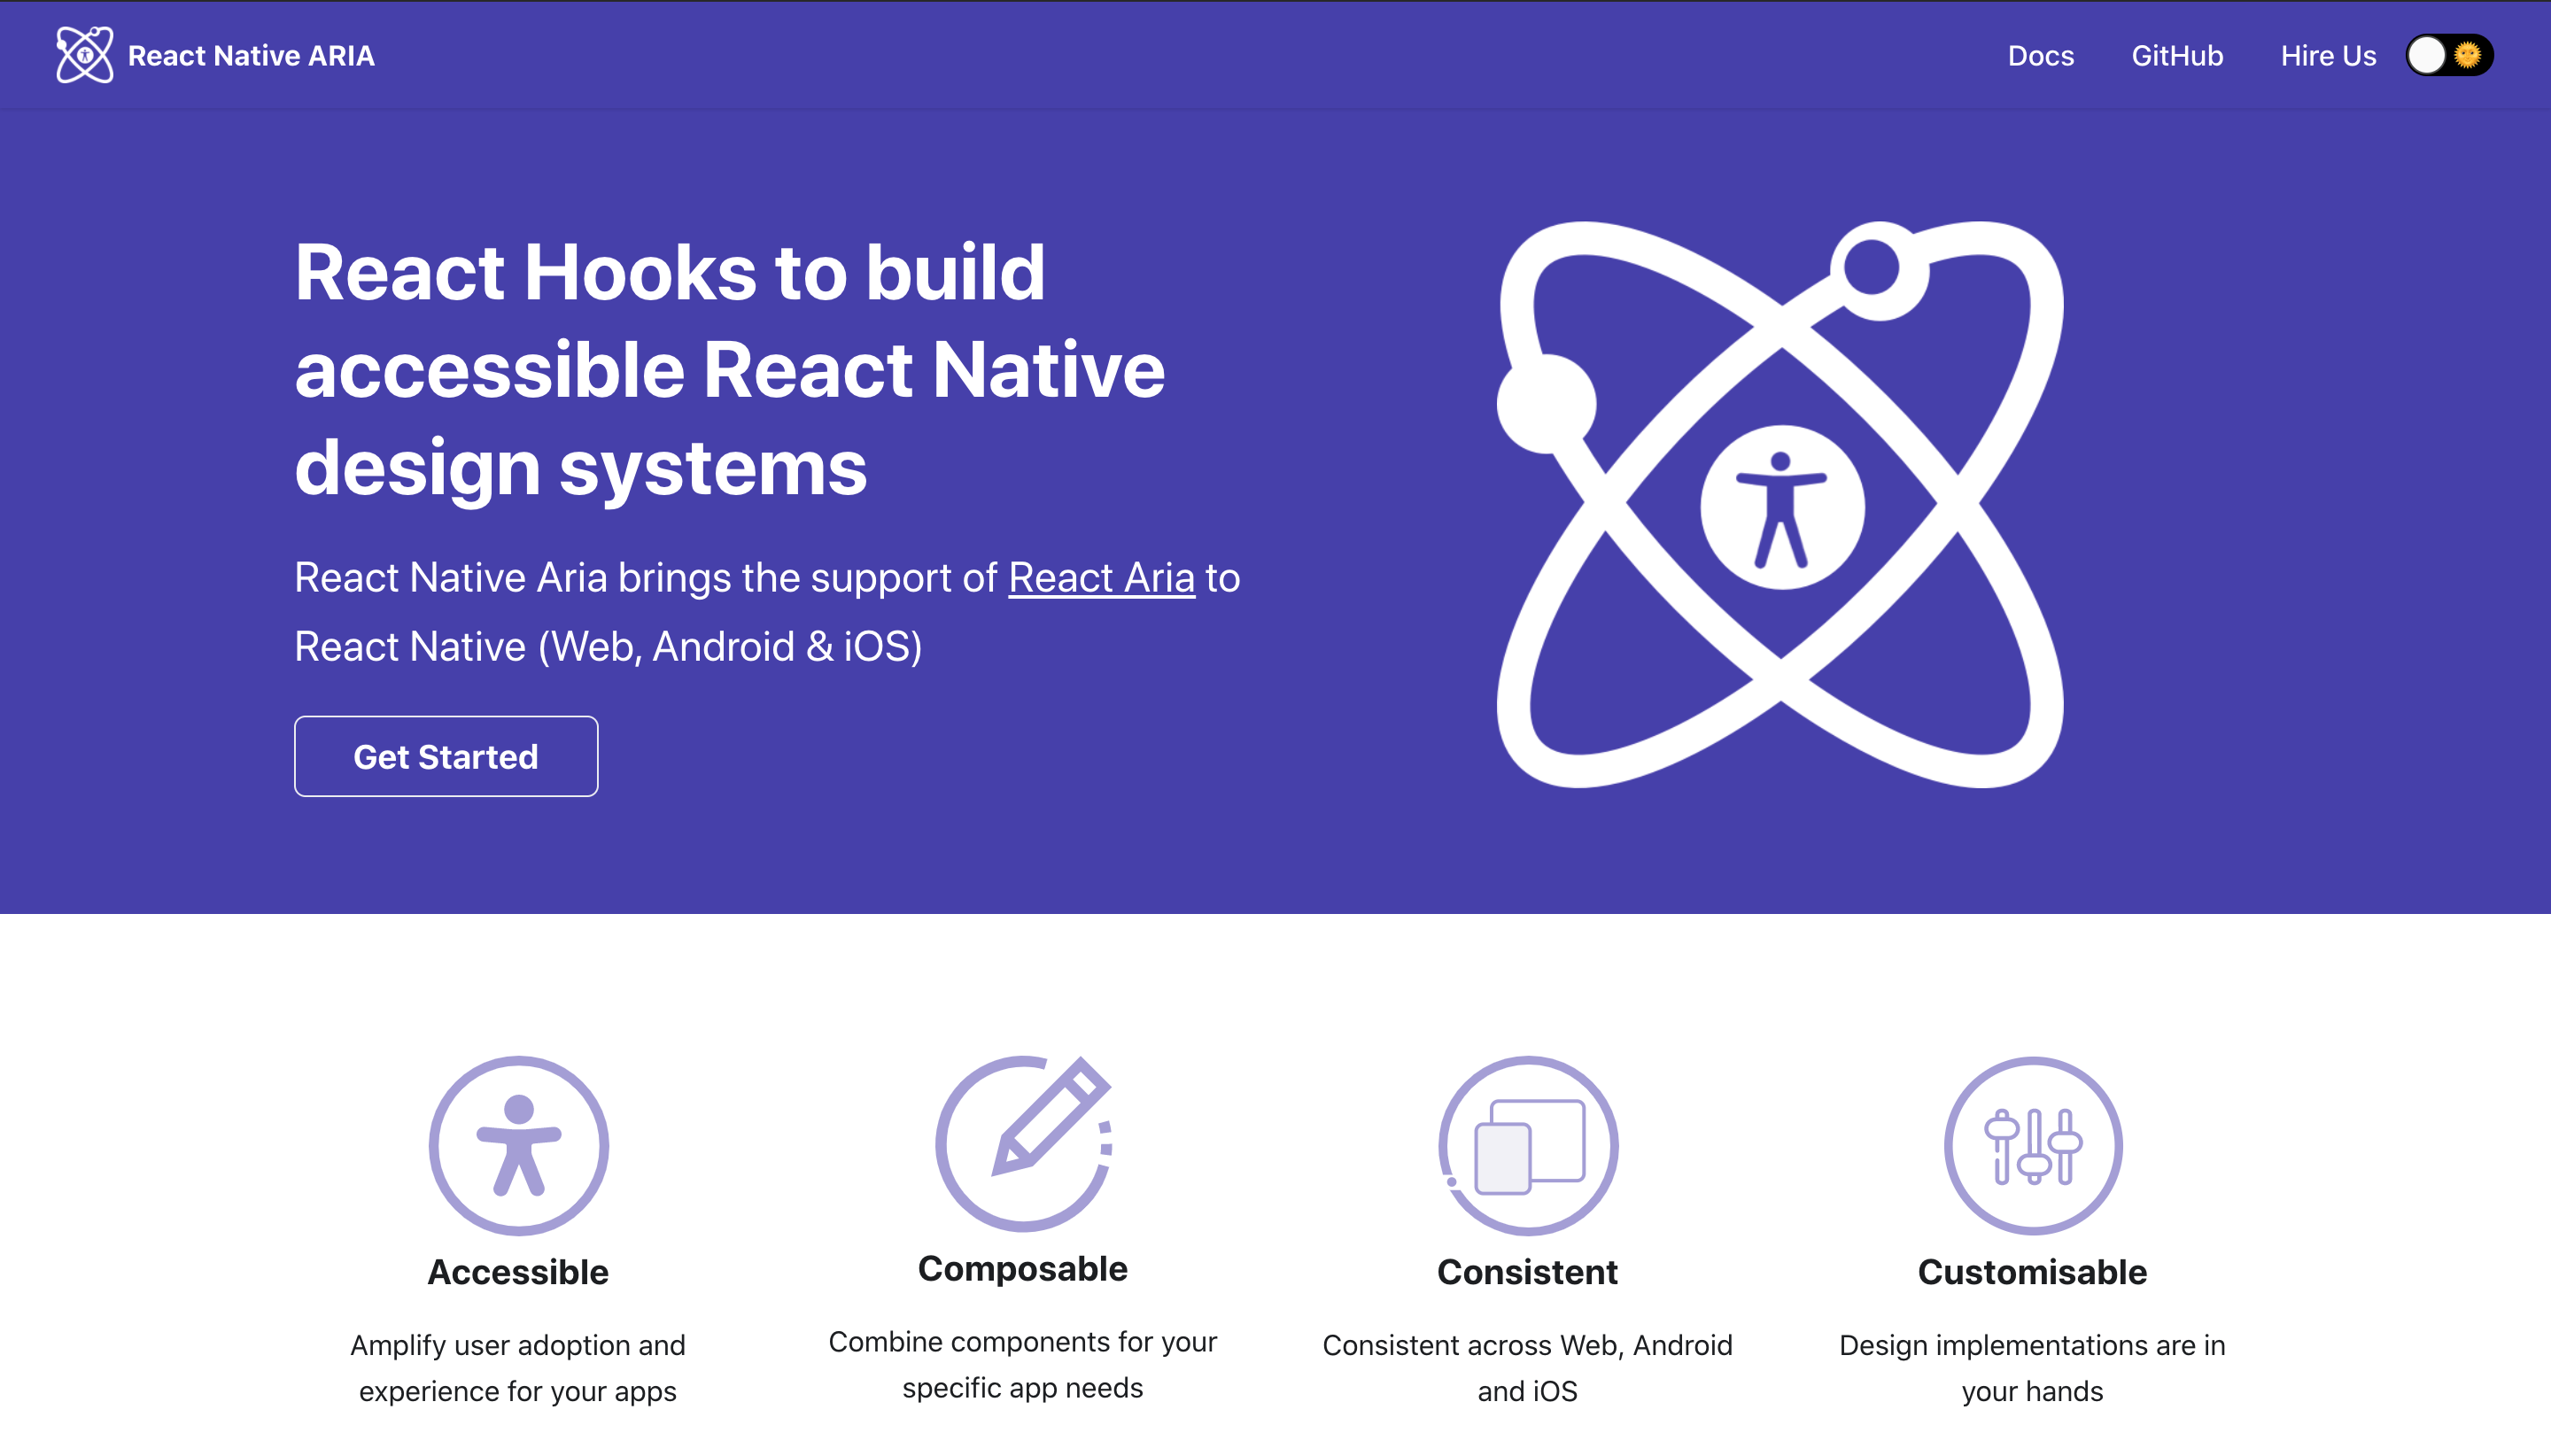 React Native ARIA
Docs
GitHub
Hire Us
React Hooks to build
accessible React Native
design systems
React Native Aria brings the support of React Aria to
React Native (Web, Android & iOS)
Get Started
Accessible
Amplify user adoption and
experience for your apps
Composable
Combine components for your
specific app needs
Consistent
Consistent across Web, Android
and iOS
Customisable
Design implementations are in
your hands